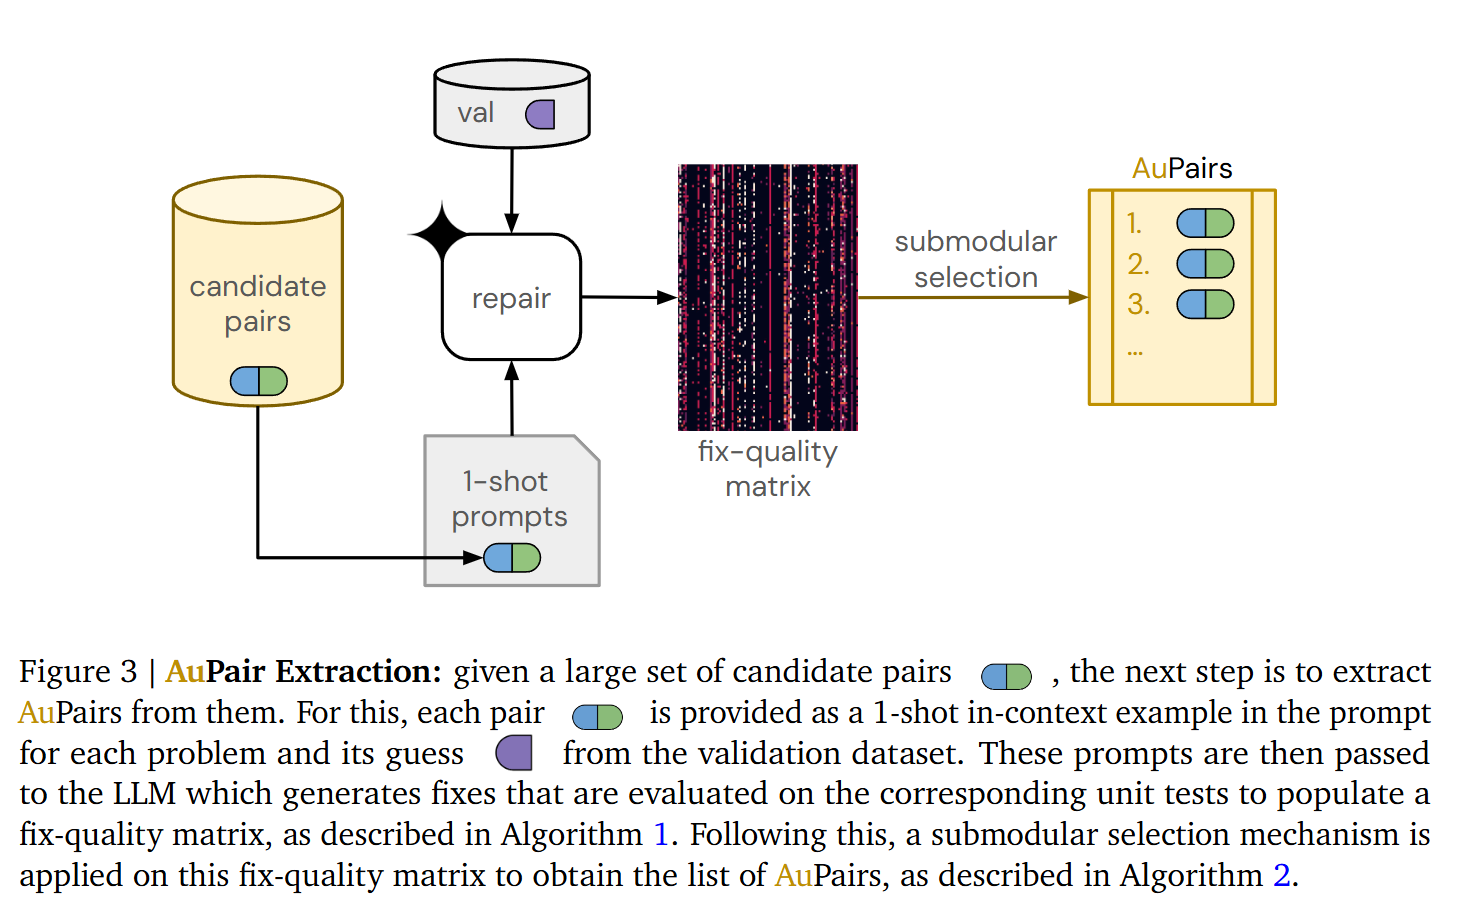 val
candidate
pairs
repair
1-shot
prompts
fix-quality
matrix
submodular
selection
AuPairs
1.
2.
3.
...
Figure 3 | AuPair Extraction: given a large set of candidate pairs , the next step is to extract
AuPairs from them. For this, each pair is provided as a 1-shot in-context example in the prompt
for each problem and its guess from the validation dataset. These prompts are then passed
to the LLM which generates fixes that are evaluated on the corresponding unit tests to populate a
fix-quality matrix, as described in Algorithm 1. Following this, a submodular selection mechanism is
applied on this fix-quality matrix to obtain the list of AuPairs, as described in Algorithm 2.